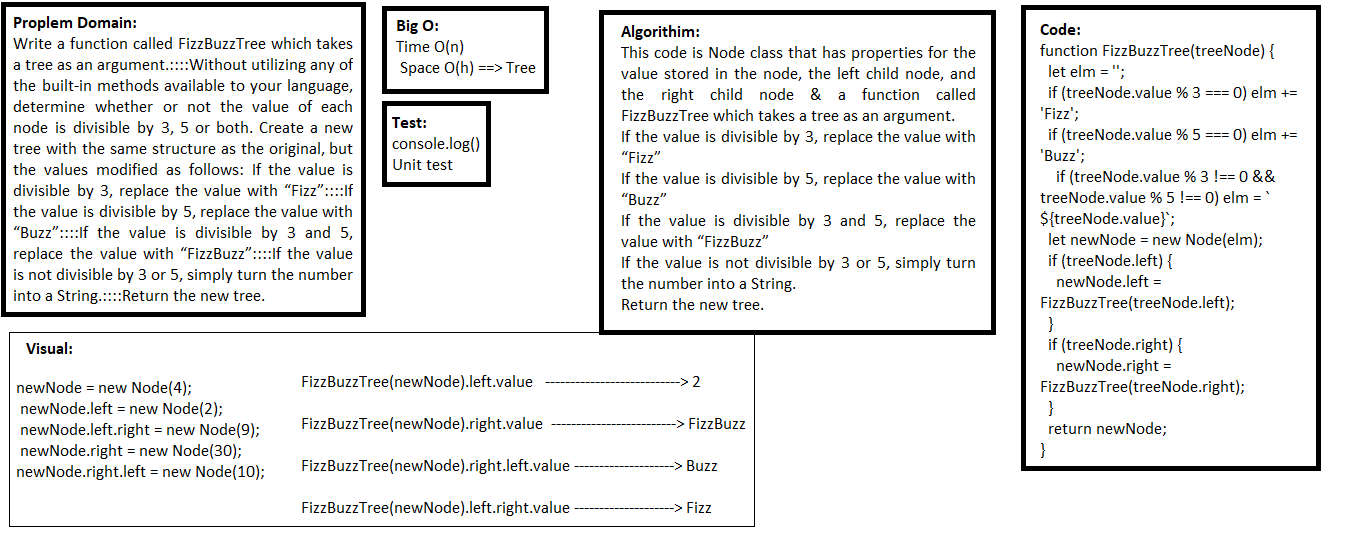 Proplem Domain:
Write a function called FizzBuzzTree which takes
a tree as an argument.::::Without utilizing any of
the built-in methods available to your language,
determine whether or not the value of each
node is divisible by 3, 5 or both. Create a new
tree with the same structure as the original, but
the values modified as follows: If the value is
divisible by 3, replace the value with “Fizz”::::If
the value is divisible by 5, replace the value with
“Buzz”::::If the value is divisible by 3 and 5,
replace the value with “FizzBuzz”::::If the value
is not divisible by 3 or 5, simply turn the number
into a String.::::Return the new tree.
Big O:
Time O(n)
Space O(h) ==> Tree
Test:
console.log()
Unit test
Algorithim:
This code is Node class that has properties for the
value stored in the node, the left child node, and
the right child node & a function called
FizzBuzzTree which takes a tree as an argument.
If the value is divisible by 3, replace the value with
“Fizz”
If the value is divisible by 5, replace the value with
“Buzz”
If the value is divisible by 3 and 5, replace the
value with “FizzBuzz”
If the value is not divisible by 3 or 5, simply turn
the number into a String.
Return the new tree.
Code:
function FizzBuzzTree(treeNode) {
let elm = '';
if (treeNode.value % 3 === 0) elm +=
'Fizz';
if (treeNode.value % 5 === 0) elm +=
'Buzz';
if (treeNode.value % 3 !== 0 &&
treeNode.value % 5 !== 0) elm = `
${treeNode.value}`;
let newNode = new Node(elm);
if (treeNode.left) {
newNode.left =
FizzBuzzTree(treeNode.left);
}
if (treeNode.right) {
newNode.right =
FizzBuzzTree(treeNode.right);
}
return newNode;
}
Visual:
newNode = new Node(4);
newNode.left = new Node(2);
newNode.left.right = new Node(9);
newNode.right = new Node(30);
newNode.right.left = new Node(10);
FizzBuzzTree(newNode).left.value ---------------------------> 2
FizzBuzzTree(newNode).right.value -------------------------> FizzBuzz
FizzBuzzTree(newNode).right.left.value --------------------> Buzz
FizzBuzzTree(newNode).left.right.value --------------------> Fizz